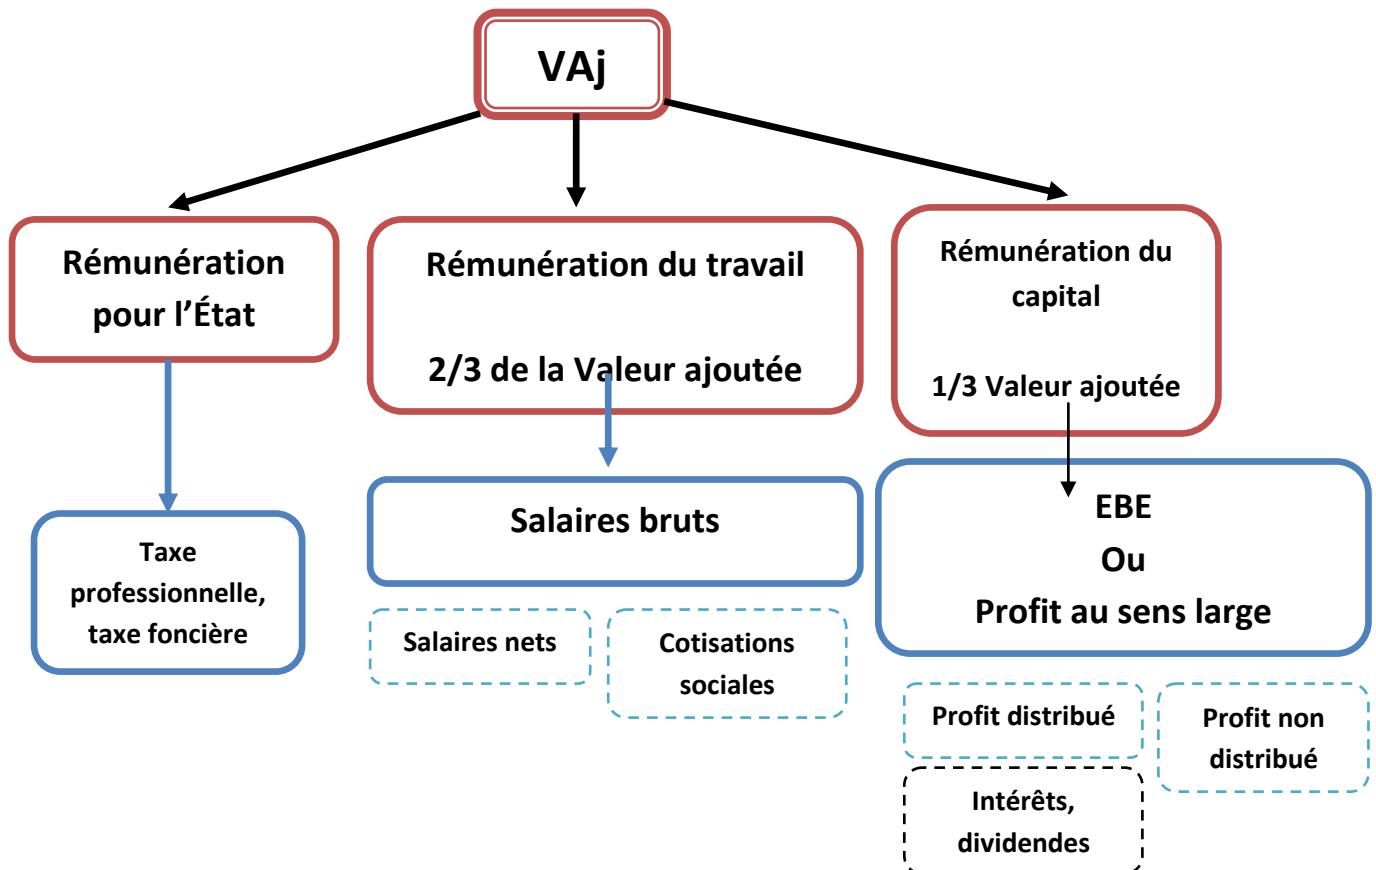 VAj
Rémunération
pour l’État
Rémunération du travail
2/3 de la Valeur ajoutée
Rémunération du
capital
1/3 Valeur ajoutée
Taxe
professionnelle,
taxe foncière
Salaires bruts
Salaires nets
Cotisations
sociales
EBE
Ou
Profit au sens large
Profit distribué
Profit non
distribué
Intérêts,
dividendes